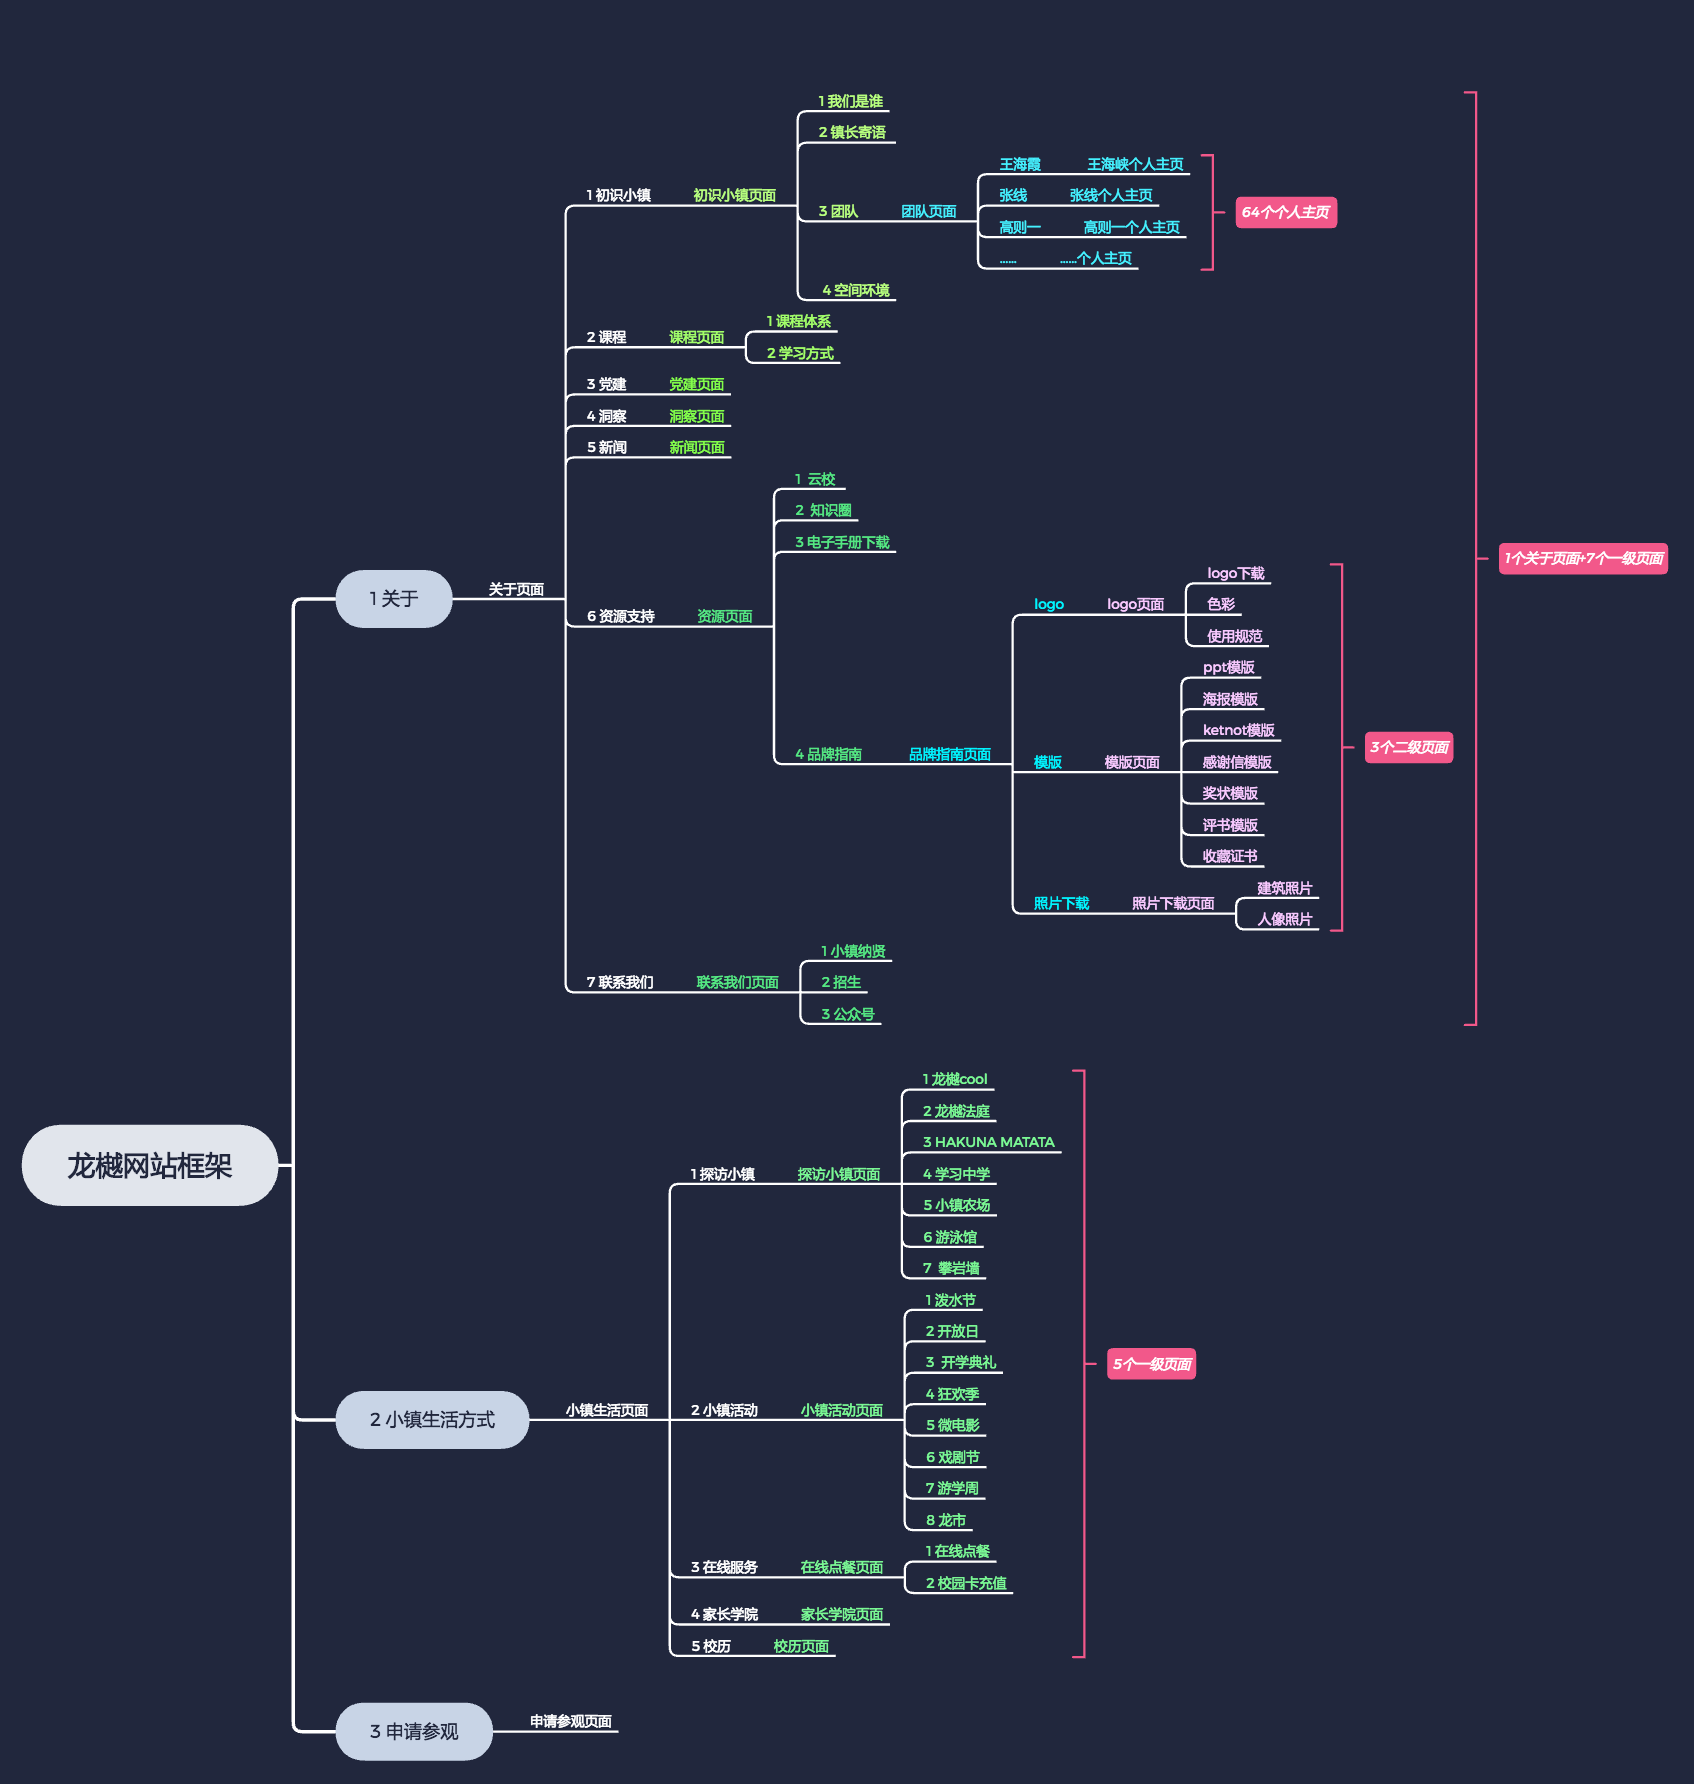 龙樾网站框架
1 关于
关于页面
1 初识小镇
初识小镇页面
1 我们是谁
2 镇长寄语
3 团队
团队页面
王海霞
王海峡个人主页
张线
张线个人主页
高则一
高则一个人主页
......
......个人主页
64个个人主页
4 空间环境
2 课程
课程页面
1 课程体系
2 学习方式
3 党建
党建页面
4 洞察
洞察页面
5 新闻
新闻页面
6 资源支持
资源页面
1 云校
2 知识圈
3 电子手册下载
4 品牌指南
品牌指南页面
logo
logo页面
logo下载
色彩
使用规范
模版
模版页面
ppt模版
海报模版
ketnot模版
感谢信模版
奖状模版
评书模版
收藏证书
照片下载
照片下载页面
建筑照片
人像照片
3个二级页面
7 联系我们
联系我们页面
1 小镇纳贤
2 招生
3 公众号
1个关于页面+7个一级页面
2 小镇生活方式
小镇生活页面
1 探访小镇
探访小镇页面
1 龙樾cool
2 龙樾法庭
3 HAKUNA MATATA
4 学习中学
5 小镇农场
6 游泳馆
7 攀岩墙
2 小镇活动
小镇活动页面
1 泼水节
2 开放日
3 开学典礼
4 狂欢季
5 微电影
6 戏剧节
7 游学周
8 龙市
3 在线服务
在线点餐页面
1 在线点餐
2 校园卡充值
4 家长学院
家长学院页面
5 校历
校历页面
5个一级页面
3 申请参观
申请参观页面